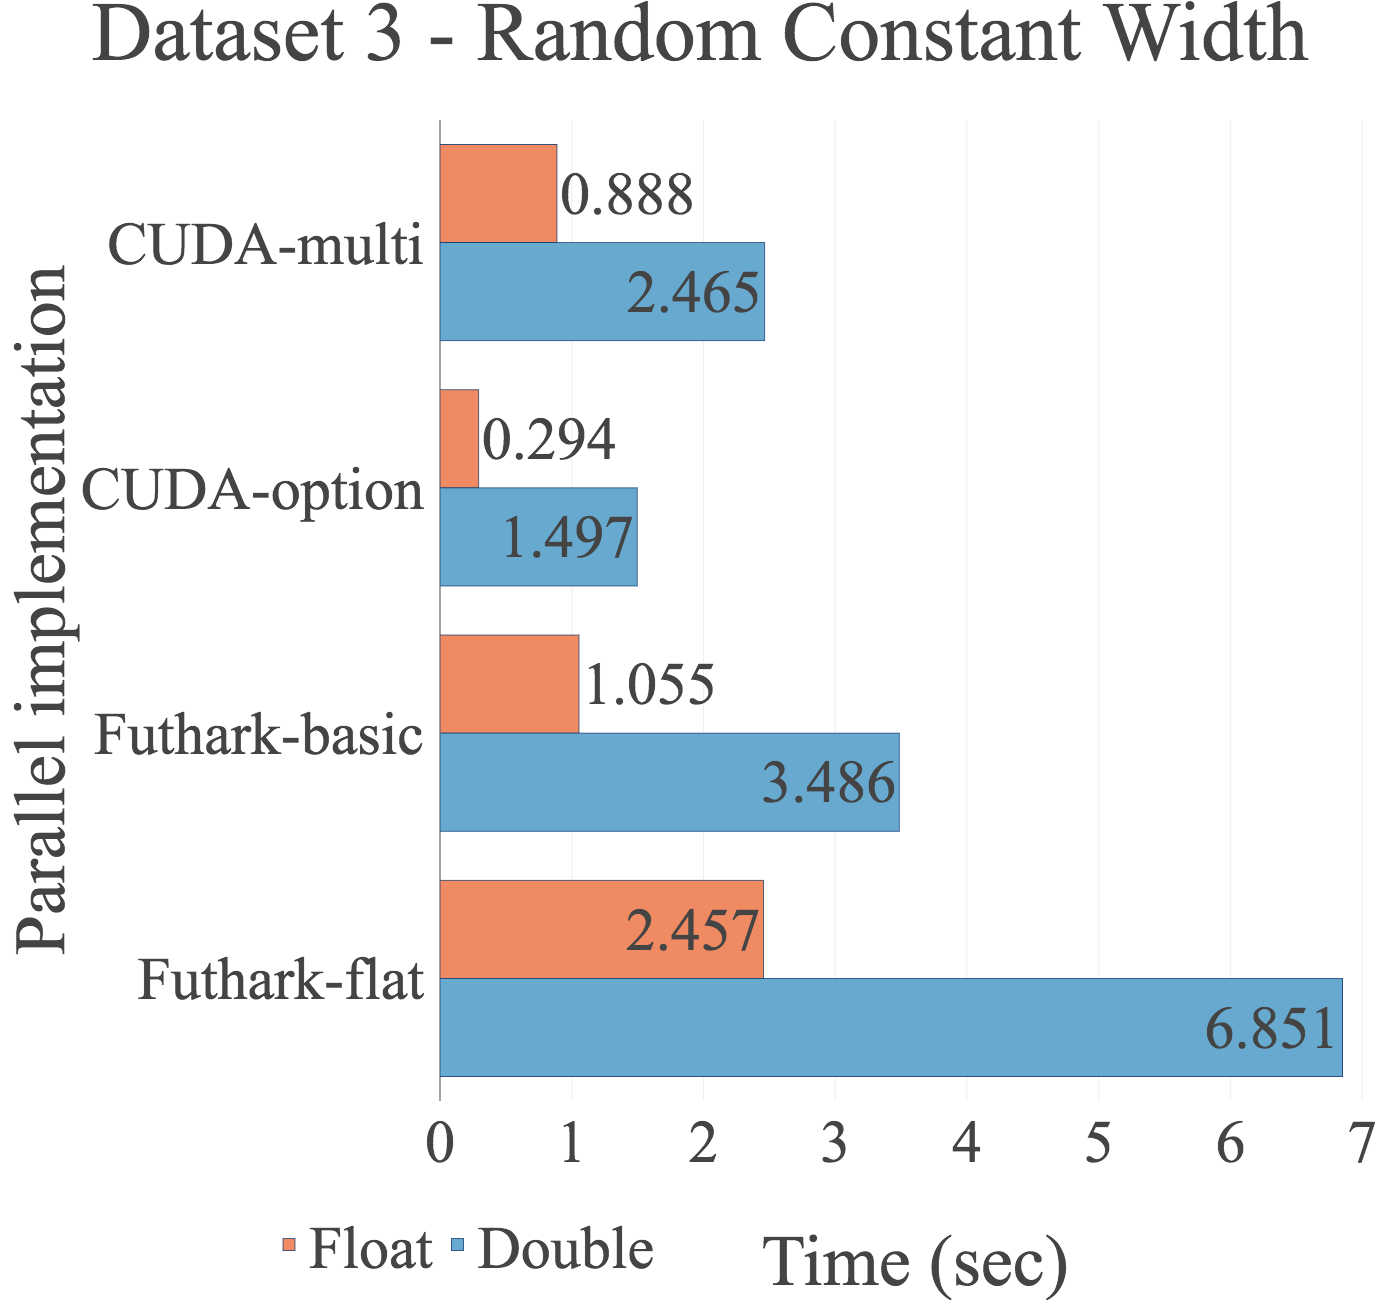 Dataset 3 - Random Constant Width
Parallel implementation
CUDA-multi
0.888
2.465
CUDA-option
0.294
1.497
Futhark-basic
1.055
3.486
Futhark-flat
2.457
6.851
0 1 2 3 4 5 6 7
Float Double
Time (sec)